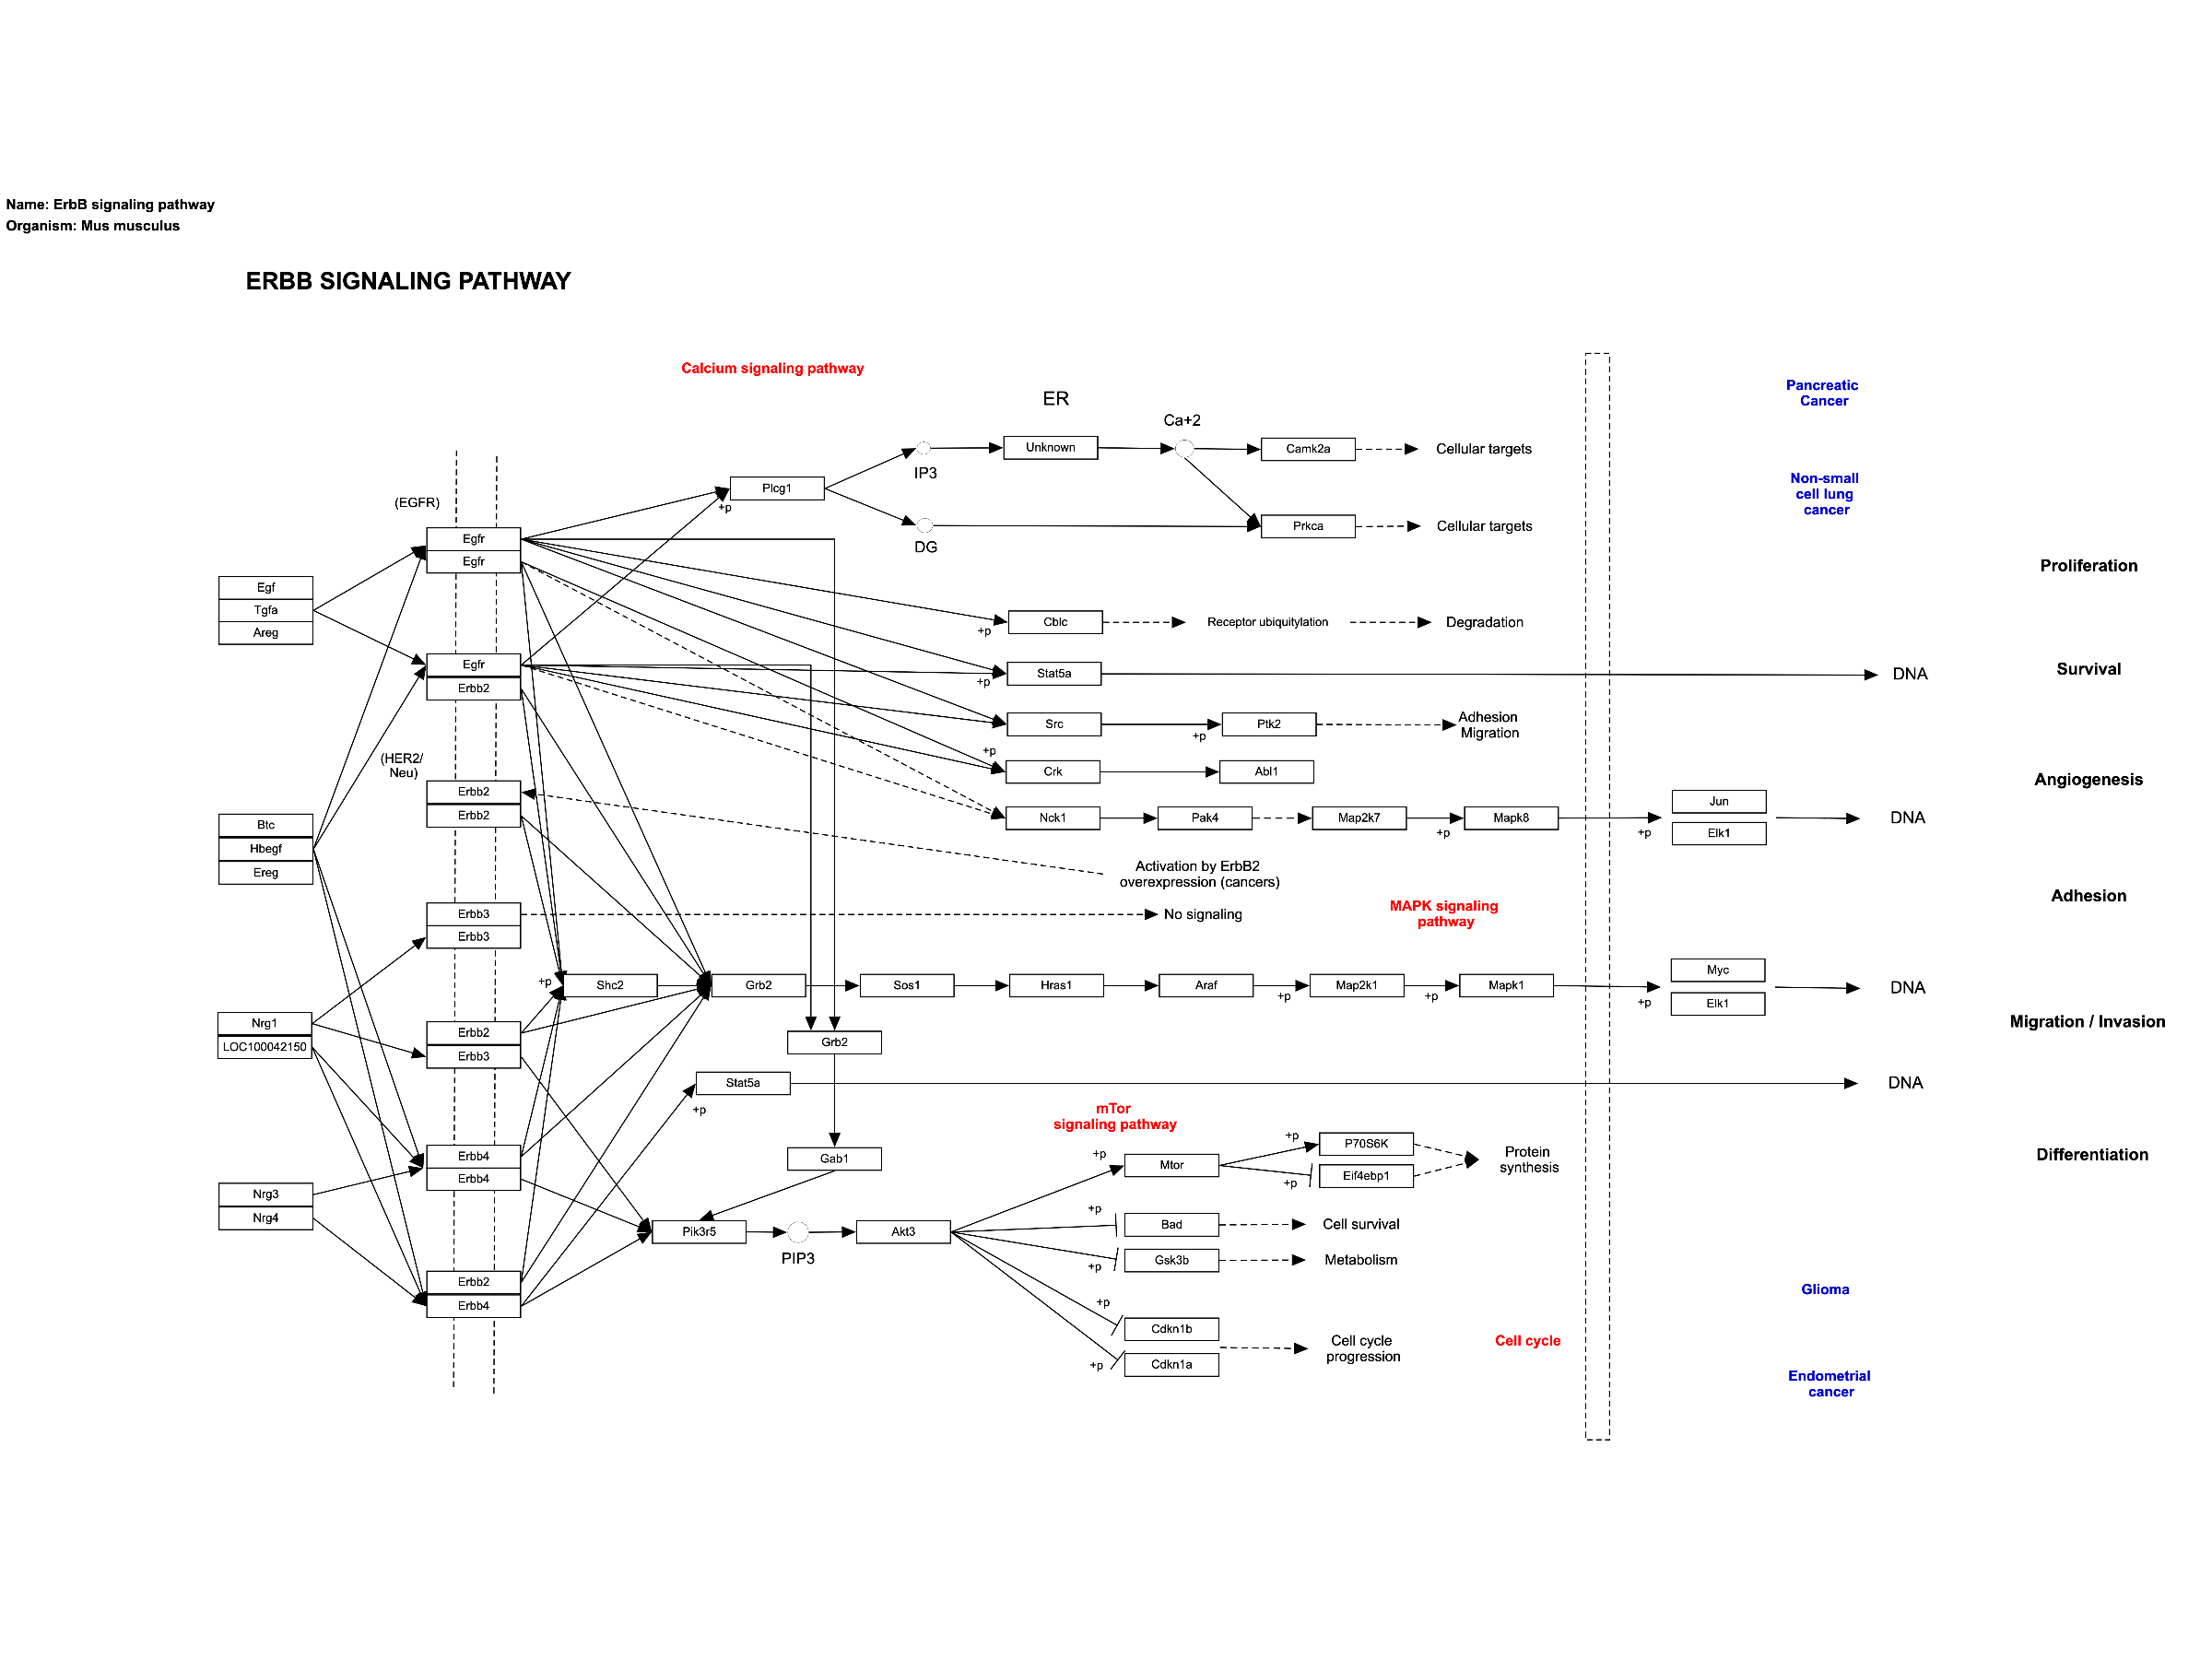 Name: ErbB signaling pathway
Organism: Mus musculus
ERBB SIGNALING PATHWAY
Calcium signaling pathway
Pancreatic
Cancer
ER
Ca+2
Unknown
Camk2a
Cellular targets
IP3
Plcg1
+p
Non-small
cell lung
cancer
(EGFR)
Prkca
Cellular targets
DG
Egfr
Egfr
Proliferation
Egf
Tgfa
Areg
Cblc
+p
Receptor ubiquitylation
Degradation
Egfr
Erbb2
Stat5a
+p
DNA
Survival
Src
+p
Ptk2
Adhesion
Migration
(HER2/
Neu)
+p
Crk
Abl1
Angiogenesis
Erbb2
Erbb2
Nck1
Pak4
Map2k7
+p
Mapk8
+p
Jun
Elk1
DNA
Btc
Hbegf
Ereg
Activation by ErbB2
overexpression (cancers)
Adhesion
Erbb3
Erbb3
No signaling
MAPK signaling
pathway
+p
Shc2
Grb2
Sos1
Hras1
Araf
+p
Map2k1
+p
Mapk1
+p
Myc
Elk1
DNA
Nrg1
LOC100042150
Erbb2
Erbb3
Grb2
Migration / Invasion
Stat5a
+p
DNA
mTor
signaling pathway
Erbb4
Erbb4
Gab1
+p
Mtor
+p
P70S6K
+p
Eif4ebp1
Protein
synthesis
Differentiation
Nrg3
Nrg4
Pik3r5
PIP3
Akt3
+p
Bad
Cell survival
+p
Gsk3b
Metabolism
Erbb2
Erbb4
Glioma
+p
Cdkn1b
+p
Cdkn1a
Cell cycle
progression
Cell cycle
Endometrial
cancer